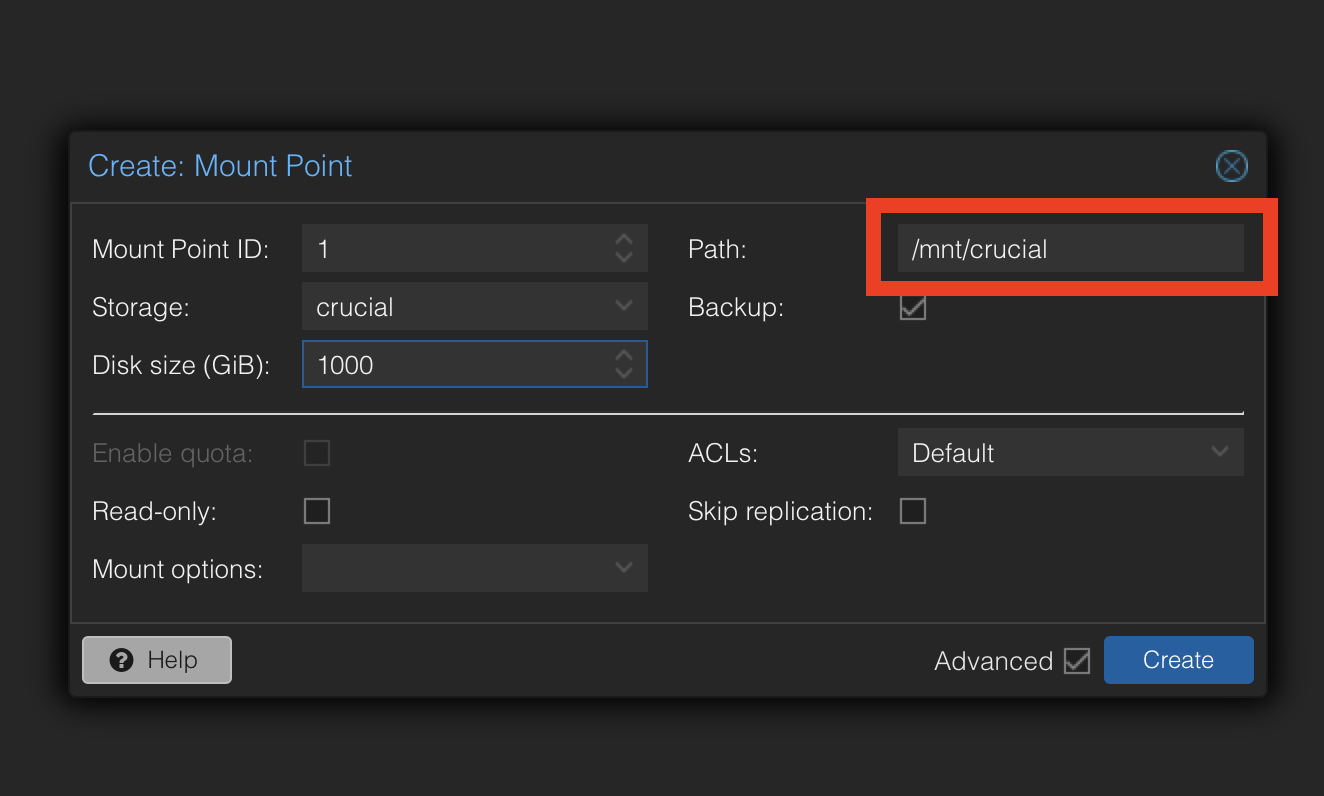 Create: Mount Point
Mount Point ID: 1 Path: /mnt/crucial
Storage: crucial Backup:
Disk size (GiB): 1000
Enable quota: ACLs: Default
Read-only: Skip replication:
Mount options:
? Help Advanced Create